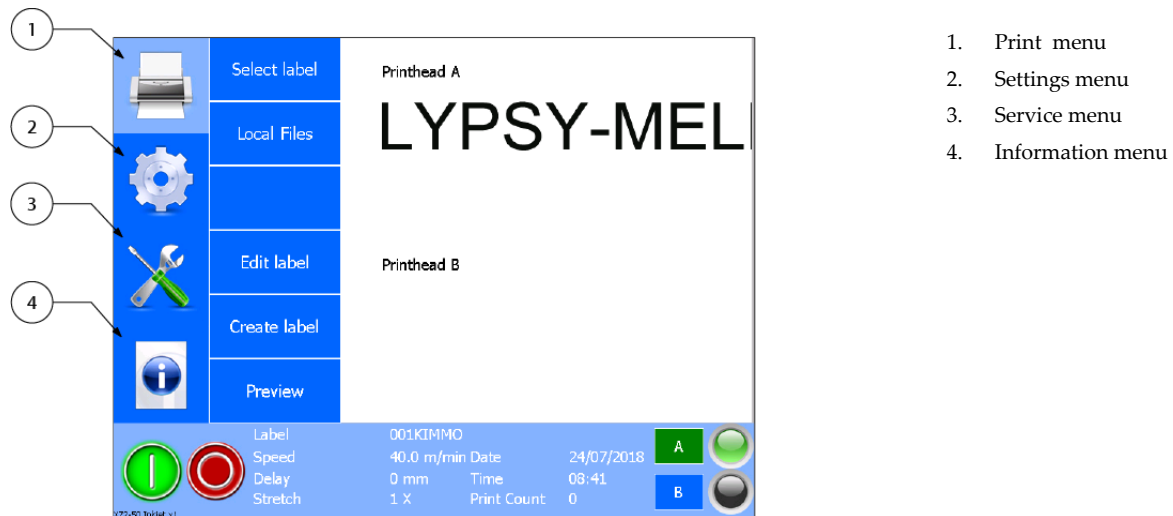 1
2
3
4
Select label
Local Files
Edit label
Create label
Preview
Printhead A
LYPSY-MEL
Printhead B
Label 001KIMMO
Speed 40.0 m/min Date 24/07/2018
Delay 0 mm Time 08:41
Stretch 1 X Print Count 0
A
B
1. Print menu
2. Settings menu
3. Service menu
4. Information menu